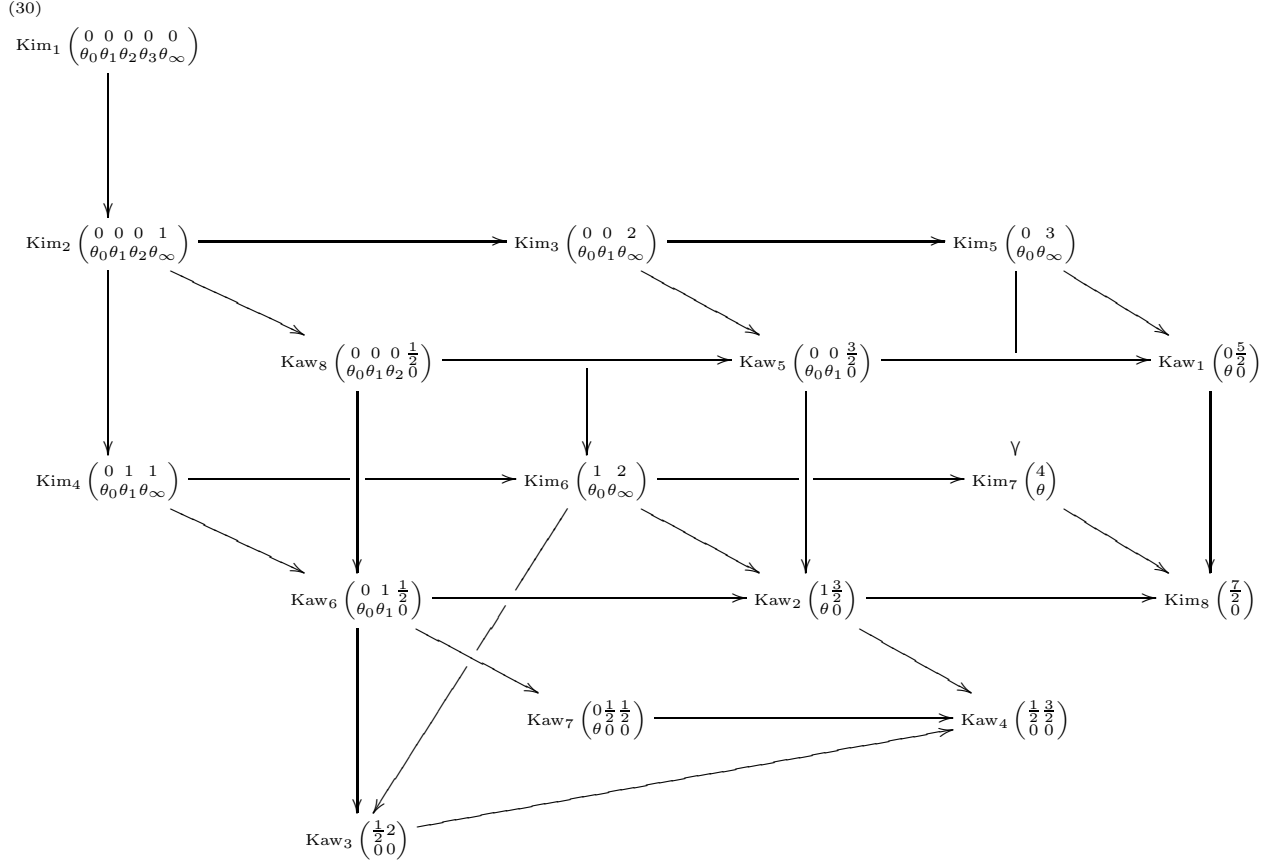 (30)
Kim₁ (0 0 0 0 0 / θ₀ θ₁ θ₂ θ₃ θ∞)
Kim₂ (0 0 0 1 / θ₀ θ₁ θ₂ θ∞) Kim₃ (0 0 2 / θ₀ θ₁ θ∞) Kim₅ (0 3 / θ₀ θ∞)
Kaw₈ (0 0 0 1/2 / θ₀ θ₁ θ₂ 0) Kaw₅ (0 0 3/2 / θ₀ θ₁ 0) Kaw₁ (0 5/2 / θ 0)
Kim₄ (0 1 1 / θ₀ θ₁ θ∞) Kim₆ (1 2 / θ₀ θ∞) Kim₇ (4 / θ)
Kaw₆ (0 1 1/2 / θ₀ θ₁ 0) Kaw₂ (1 3/2 / θ 0) Kim₈ (7/2 / 0)
Kaw₇ (0 1/2 1/2 / θ 0 0) Kaw₄ (1/2 3/2 / 0 0)
Kaw₃ (1/2 2 / 0 0)